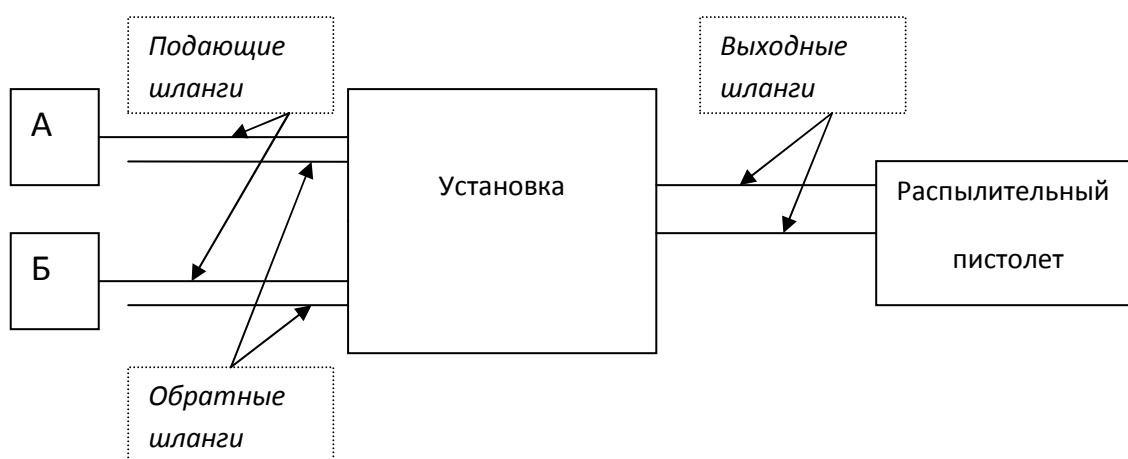 Подающие
шланги
Выходные
шланги
А
Установка
Распылительный
пистолет
Б
Обратные
шланги